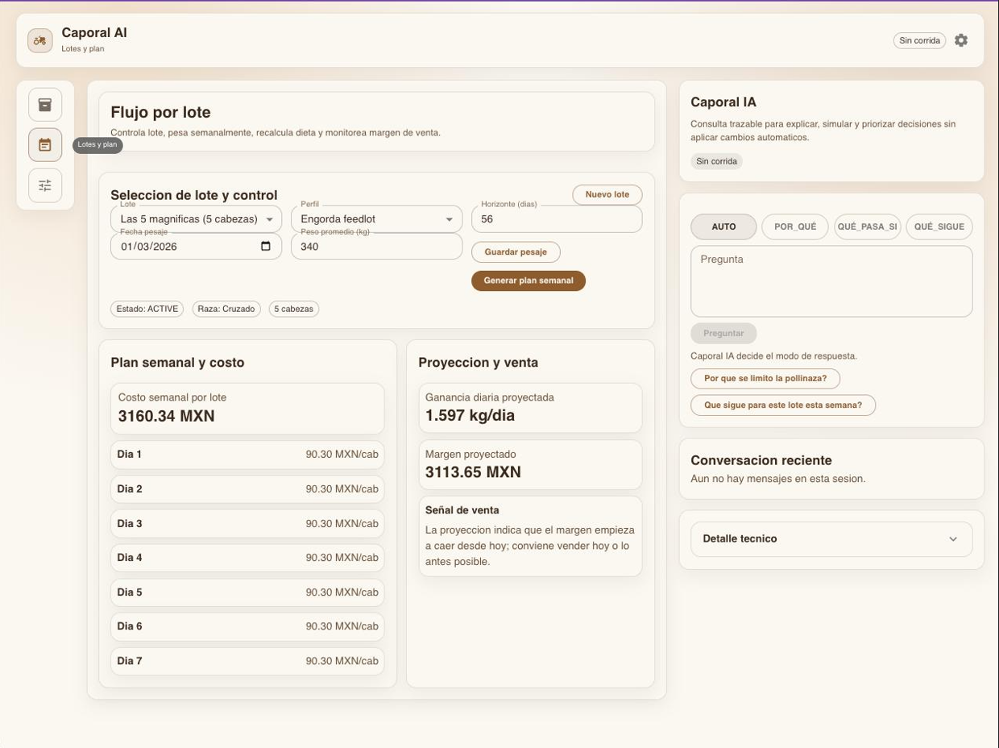 Caporal AI
Lotes y plan
Sin corrida
Lotes y plan
Flujo por lote
Controla lote, pesa semanalmente, recalcula dieta y monitorea margen de venta.
Seleccion de lote y control
Nuevo lote
Lote
Las 5 magnificas (5 cabezas)
Perfil
Engorda feedlot
Horizonte (dias)
56
Fecha pesaje
01/03/2026
Peso promedio (kg)
340
Guardar pesaje
Generar plan semanal
Estado: ACTIVE
Raza: Cruzado
5 cabezas
Plan semanal y costo
Costo semanal por lote
3160.34 MXN
Dia 1 90.30 MXN/cab
Dia 2 90.30 MXN/cab
Dia 3 90.30 MXN/cab
Dia 4 90.30 MXN/cab
Dia 5 90.30 MXN/cab
Dia 6 90.30 MXN/cab
Dia 7 90.30 MXN/cab
Proyeccion y venta
Ganancia diaria proyectada
1.597 kg/dia
Margen proyectado
3113.65 MXN
Señal de venta
La proyeccion indica que el margen empieza
a caer desde hoy; conviene vender hoy o lo
antes posible.
Caporal IA
Consulta trazable para explicar, simular y priorizar decisiones sin
aplicar cambios automaticos.
Sin corrida
AUTO
POR_QUÉ
QUÉ_PASA_SI
QUÉ_SIGUE
Pregunta
Preguntar
Caporal IA decide el modo de respuesta.
Por que se limito la pollinaza?
Que sigue para este lote esta semana?
Conversacion reciente
Aun no hay mensajes en esta sesion.
Detalle tecnico